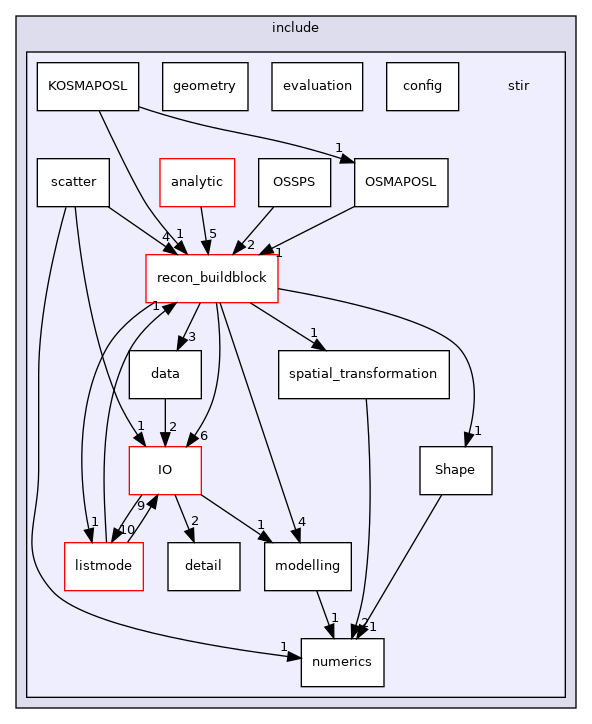 include
KOSMAPOSL
geometry
evaluation
config
stir
1
scatter
analytic
OSSPS
OSMAPOSL
4
1
5
2
1
recon_buildblock
1
3
1
data
spatial_transformation
1
2
6
1
IO
Shape
9
1
10
2
1
4
listmode
detail
modelling
1
2
1
1
numerics